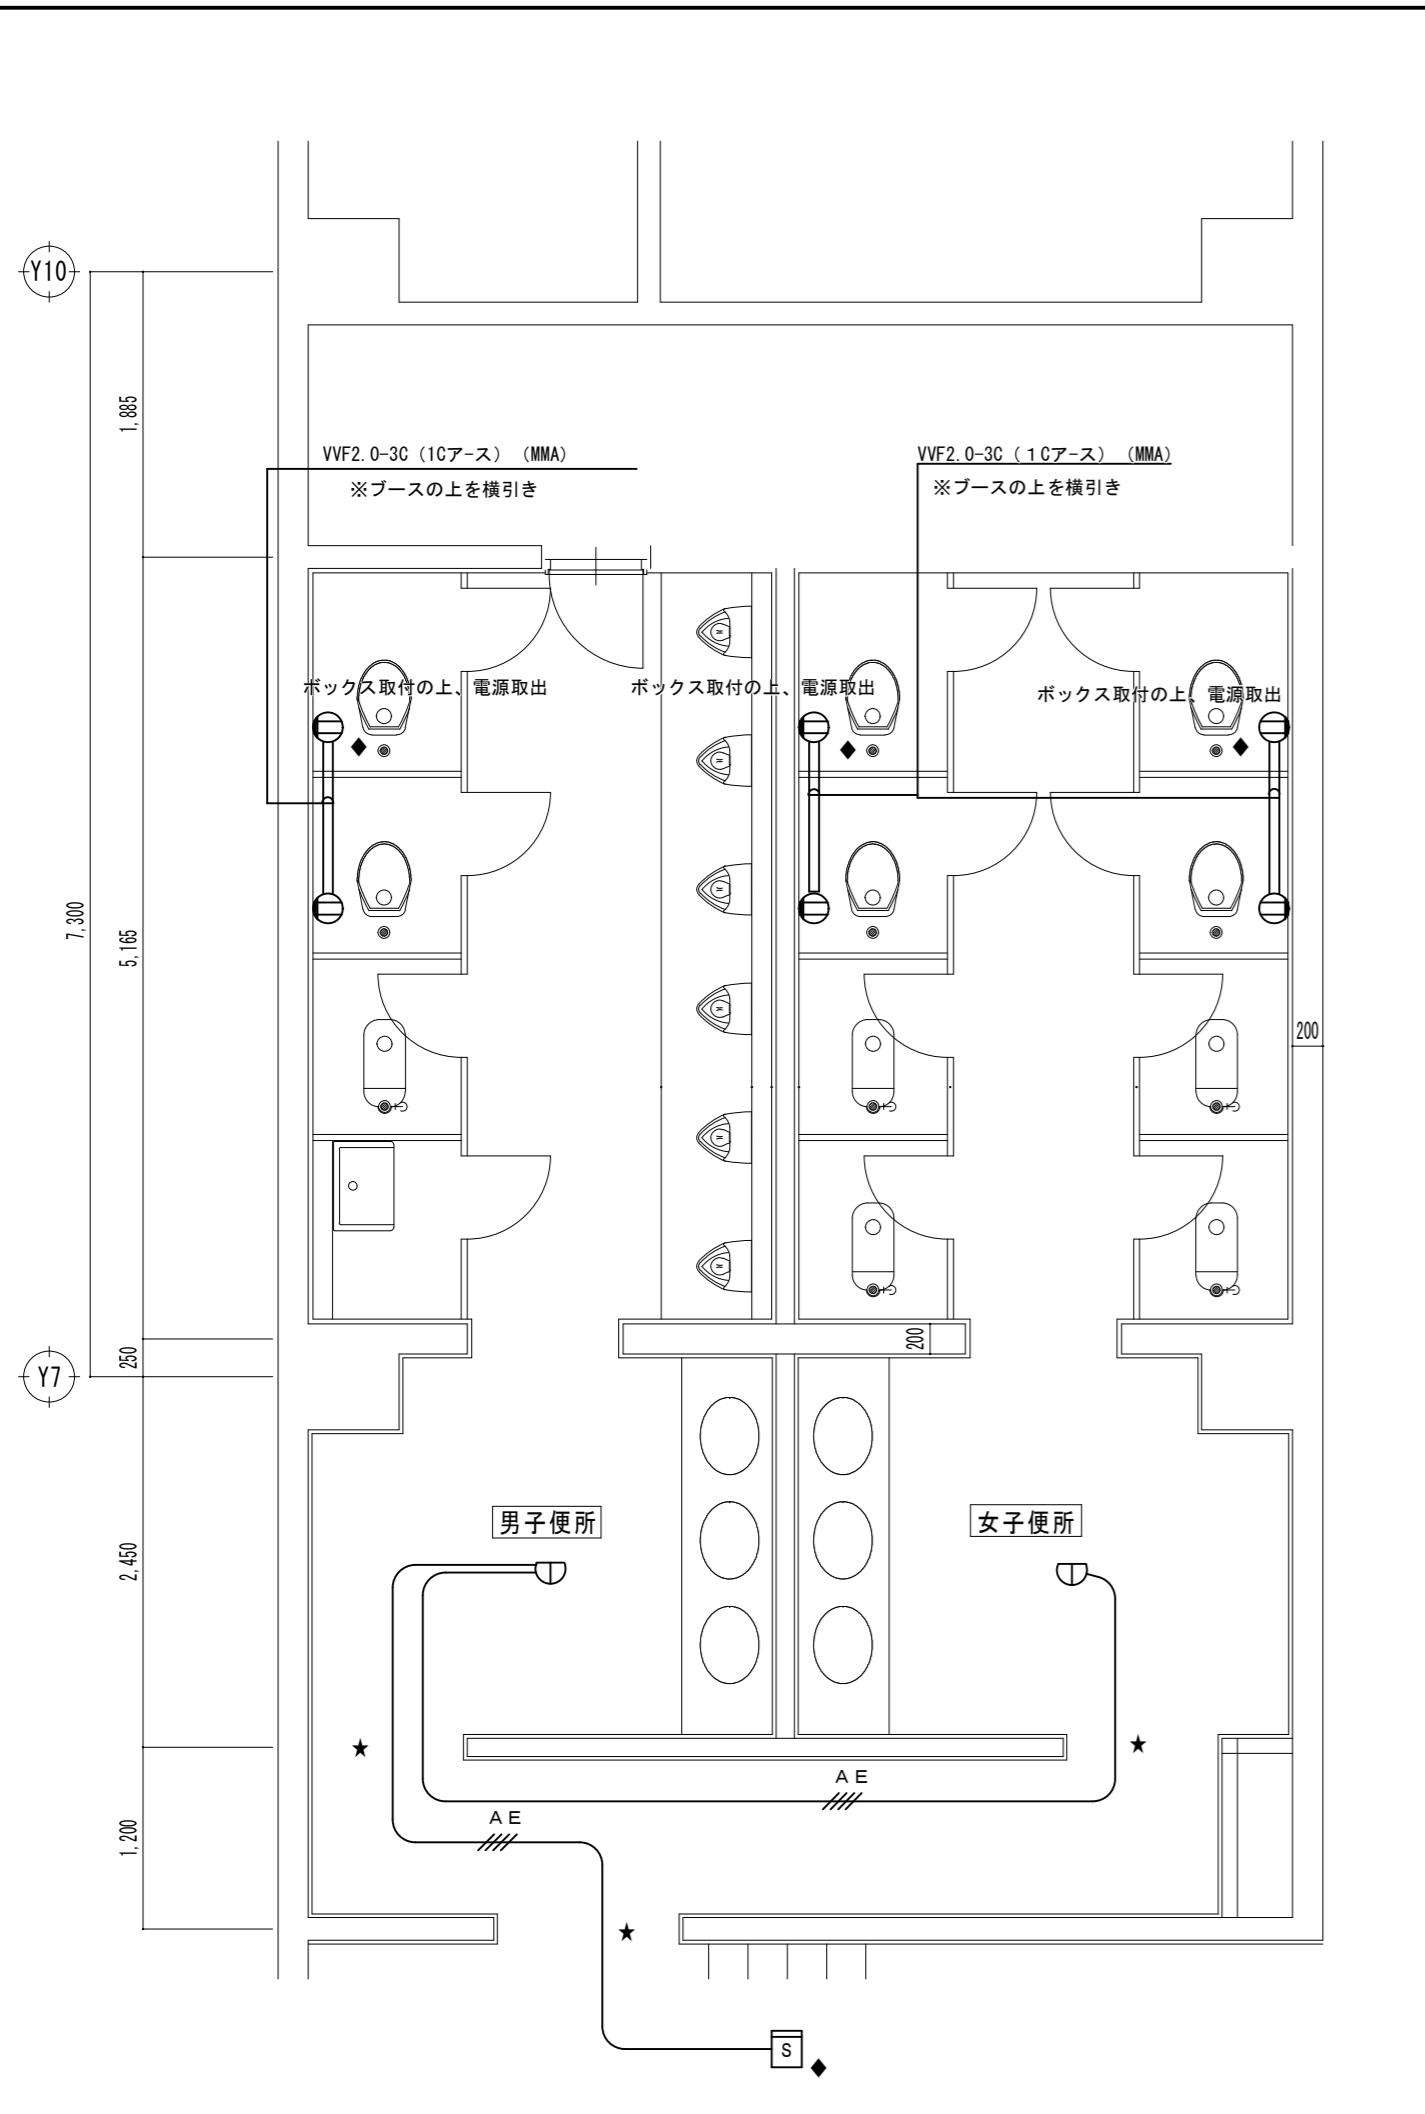 Y10
1,885
VVF2.0-3C (1Cア-ス) (MMA)
※ブースの上を横引き
VVF2.0-3C (１Cア-ス) (MMA)
※ブースの上を横引き
ボックス取付の上、電源取出
ボックス取付の上、電源取出
ボックス取付の上、電源取出
7,300
5,165
200
250
200
Y7
男子便所
女子便所
2,450
ＡＥ
ＡＥ
1,200
S